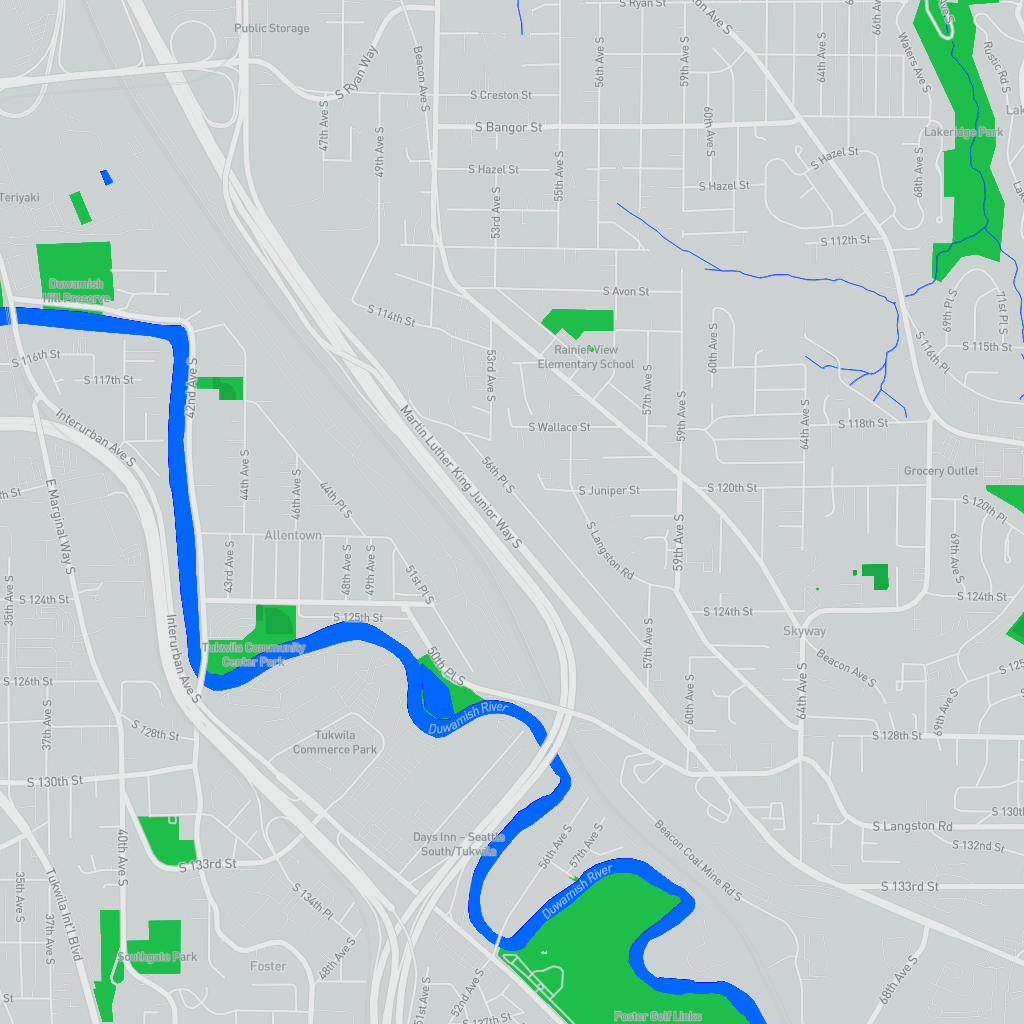 S Ryan St
on Ave S
Ave S
66th Ave S
Public Storage
S Ryan Way
Beacon Ave S
56th Ave S
59th Ave S
64th Ave S
Waters Ave S
Rustic Rd S
S Creston St
47th Ave S
49th Ave S
S Bangor St
60th Ave S
Lakeridge Park
S Hazel St
S Hazel St
S Hazel St
55th Ave S
68th Ave S
53rd Ave S
Teriyaki
S 112th St
Duwamish
Hill Preserve
S Avon St
S 114th St
69th Pl S
71st Pl S
S 115th St
S 116th Pl
Rainier View
Elementary School
60th Ave S
S 116th St
S 117th St
42nd Ave S
53rd Ave S
57th Ave S
59th Ave S
64th Ave S
S 118th St
Interurban Ave S
Martin Luther King Junior Way S
S Wallace St
Grocery Outlet
E Marginal Way S
44th Ave S
46th Ave S
44th Pl S
56th Pl S
S Juniper St
S 120th St
S 120th Pl
Allentown
S Langston Rd
59th Ave S
69th Ave S
43rd Ave S
48th Ave S
49th Ave S
51st Pl S
35th Ave S
S 124th St
S 124th St
S 124th St
S 125th St
Interurban Ave S
Tukwila Community
Center Park
50th Pl S
57th Ave S
Skyway
Beacon Ave S
S 126th St
37th Ave S
Duwamish River
60th Ave S
64th Ave S
69th Ave S
S 128th St
S 128th St
Tukwila
Commerce Park
S 130th St
Days Inn – Seattle
South/Tukwila
56th Ave S
57th Ave S
Beacon Coal Mine Rd S
S Langston Rd
S 132nd St
40th Ave S
S 133rd St
S 133rd St
35th Ave S
37th Ave S
Tukwila Int'l Blvd
S 134th Pl
Duwamish River
Southgate Park
Foster
48th Ave S
51st Ave S
52nd Ave S
68th Ave S
S 137th St
Foster Golf Links